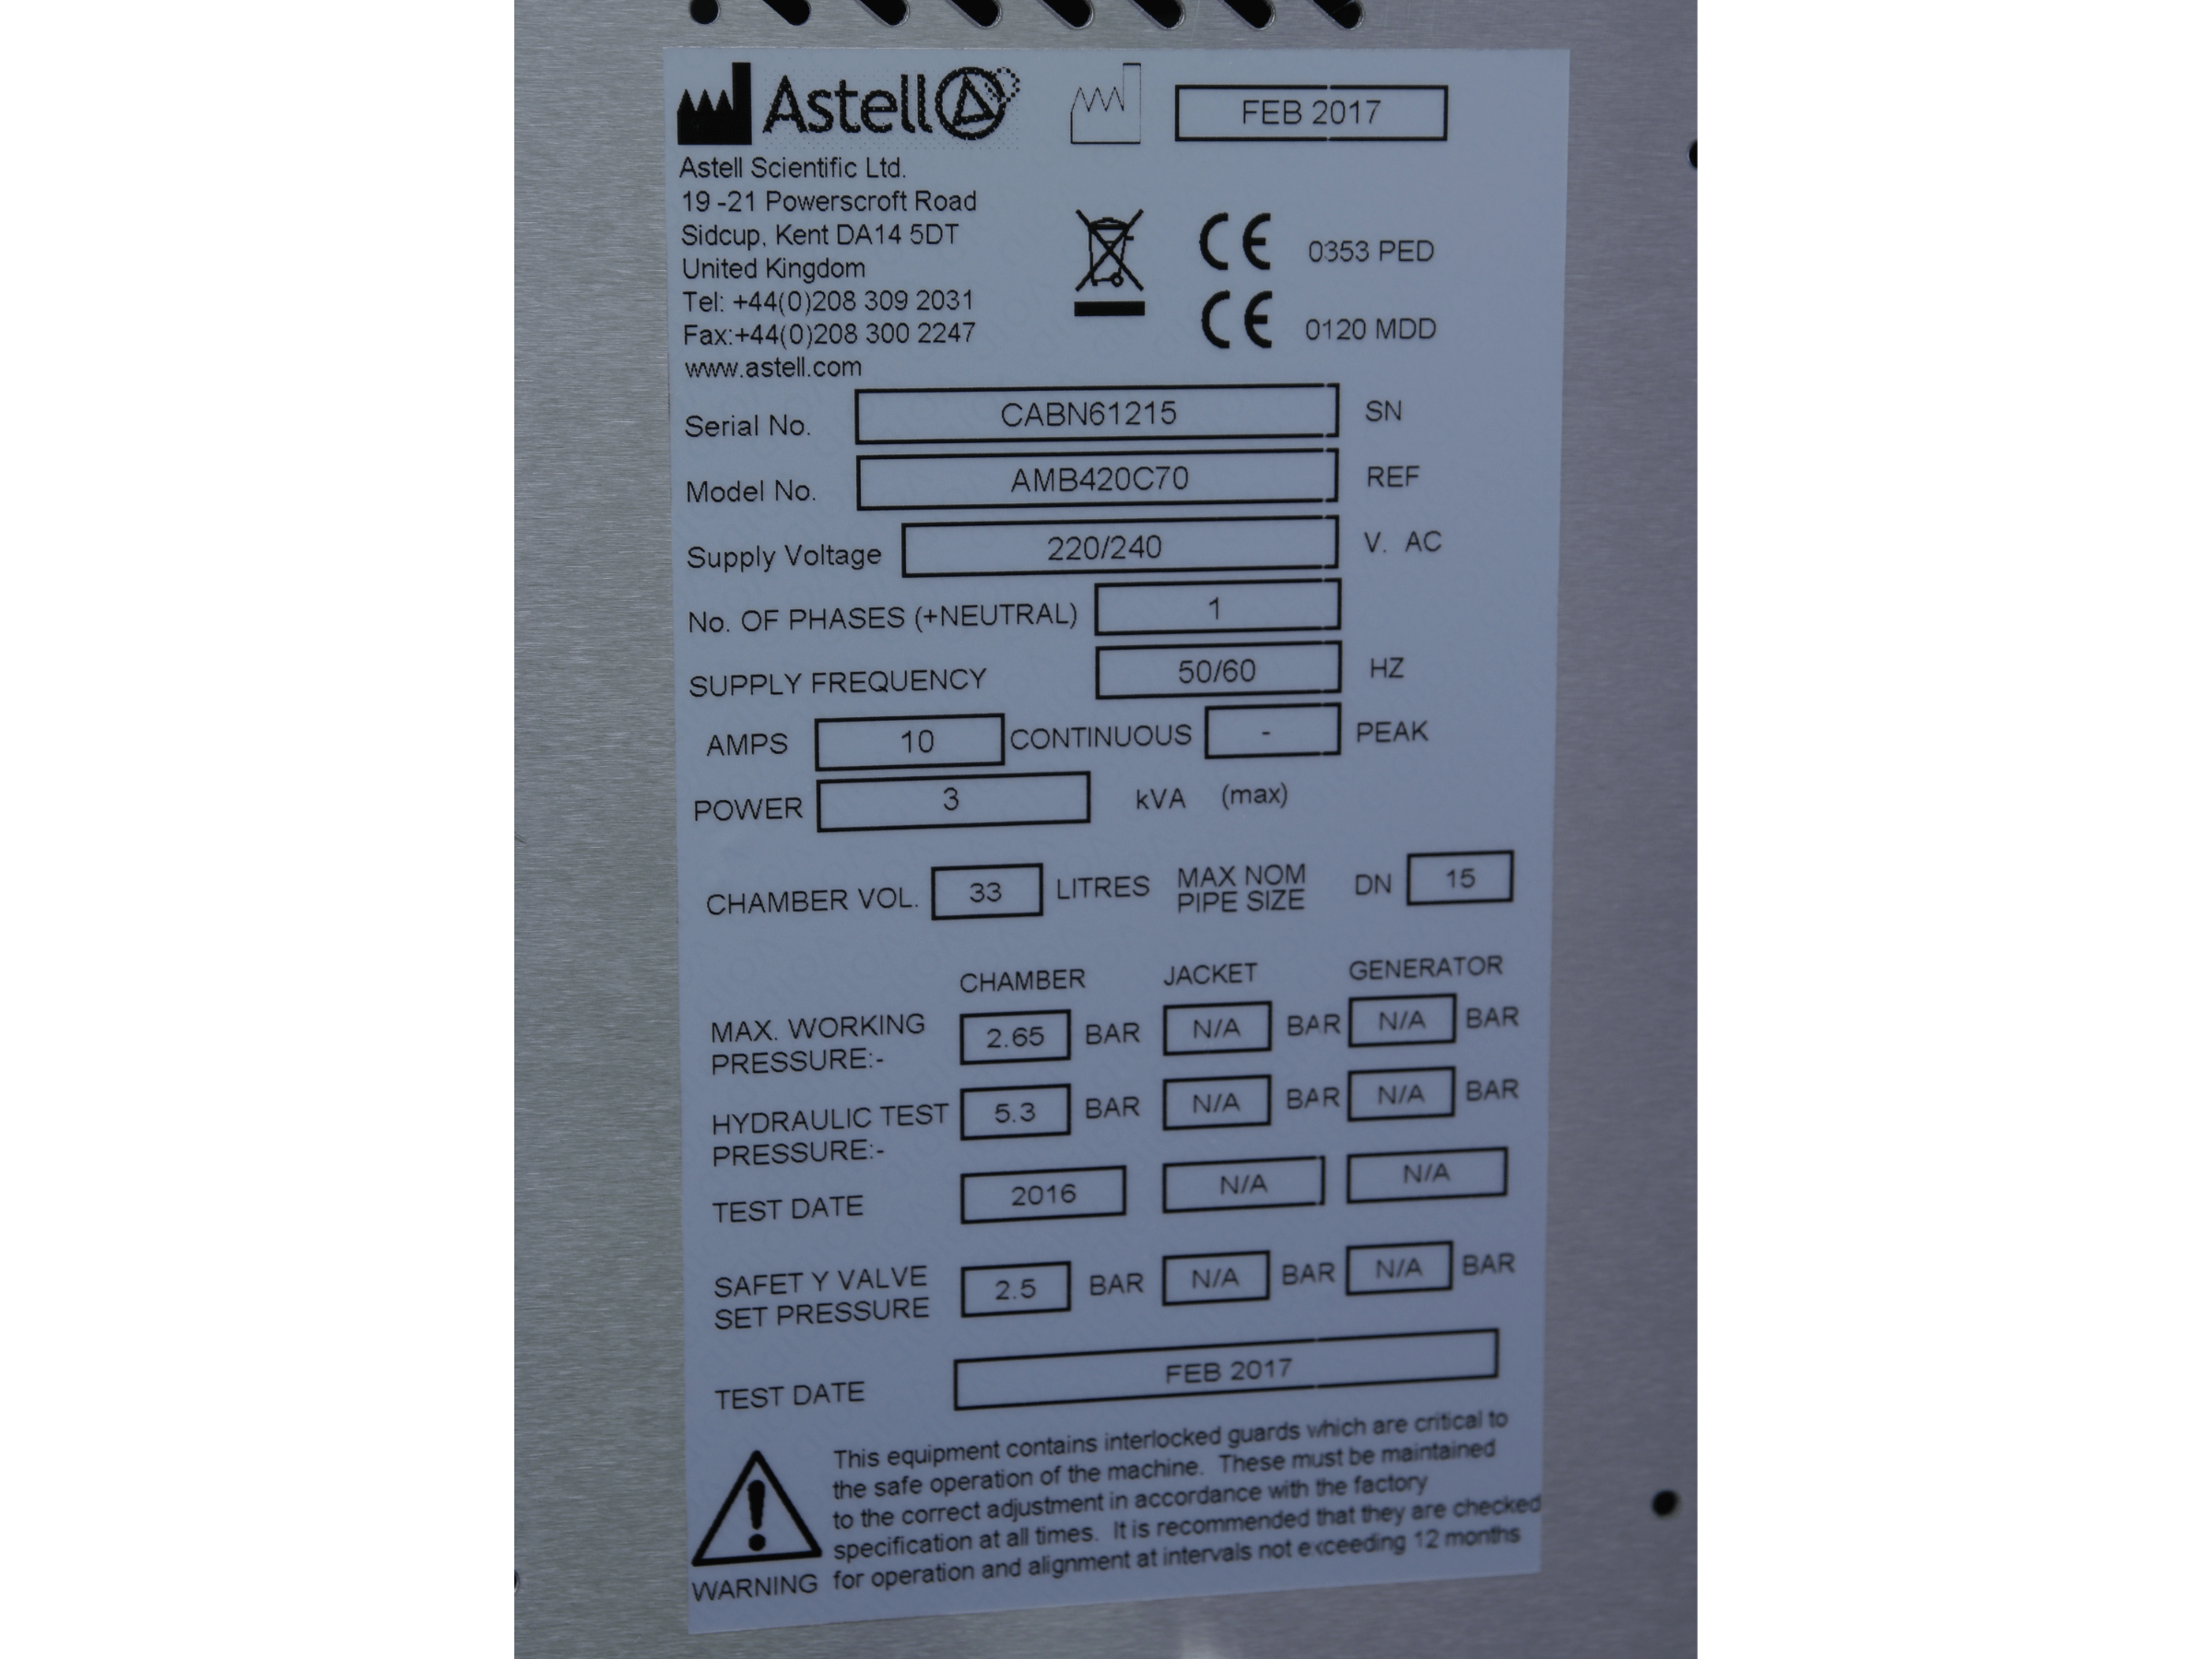 Astell
FEB 2017
Astell Scientific Ltd.
19 -21 Powerscroft Road
Sidcup, Kent DA14 5DT
United Kingdom
Tel: +44(0)208 309 2031
Fax:+44(0)208 300 2247
www.astell.com
CE 0353 PED
CE 0120 MDD
Serial No. CABN61215 SN
Model No. AMB420C70 REF
Supply Voltage 220/240 V. AC
No. OF PHASES (+NEUTRAL) 1
SUPPLY FREQUENCY 50/60 HZ
AMPS 10 CONTINUOUS - PEAK
POWER 3 kVA (max)
CHAMBER VOL. 33 LITRES MAX NOM PIPE SIZE DN 15
CHAMBER JACKET GENERATOR
MAX. WORKING PRESSURE:- 2.65 BAR N/A BAR N/A BAR
HYDRAULIC TEST PRESSURE:- 5.3 BAR N/A BAR N/A BAR
TEST DATE 2016 N/A N/A
SAFET Y VALVE SET PRESSURE 2.5 BAR N/A BAR N/A BAR
TEST DATE FEB 2017
This equipment contains interlocked guards which are critical to
the safe operation of the machine. These must be maintained
to the correct adjustment in accordance with the factory
specification at all times. It is recommended that they are checked
for operation and alignment at intervals not exceeding 12 months
WARNING